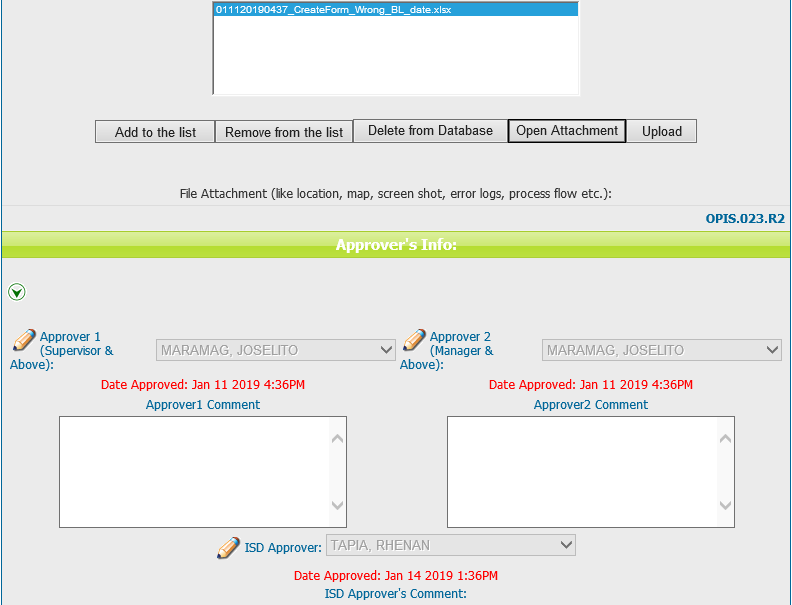 011120190437_CreateForm_Wrong_BL_date.xlsx
Add to the list Remove from the list Delete from Database Open Attachment Upload
File Attachment (like location, map, screen shot, error logs, process flow etc.):
OPIS.023.R2
Approver's Info:
Approver 1 (Supervisor & Above): MARAMAG, JOSELITO
Approver 2 (Manager & Above): MARAMAG, JOSELITO
Date Approved: Jan 11 2019 4:36PM
Date Approved: Jan 11 2019 4:36PM
Approver1 Comment
Approver2 Comment
ISD Approver: TAPIA, RHENAN
Date Approved: Jan 14 2019 1:36PM
ISD Approver's Comment: